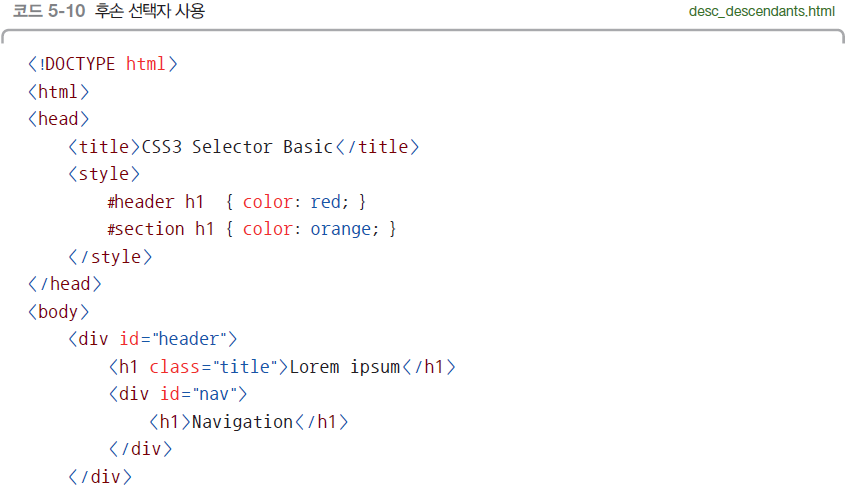 코드 5-10 후손 선택자 사용
desc_descendants.html
<!DOCTYPE html>
<html>
<head>
    <title>CSS3 Selector Basic</title>
    <style>
        #header h1  { color: red; }
        #section h1 { color: orange; }
    </style>
</head>
<body>
    <div id="header">
        <h1 class="title">Lorem ipsum</h1>
        <div id="nav">
            <h1>Navigation</h1>
        </div>
    </div>